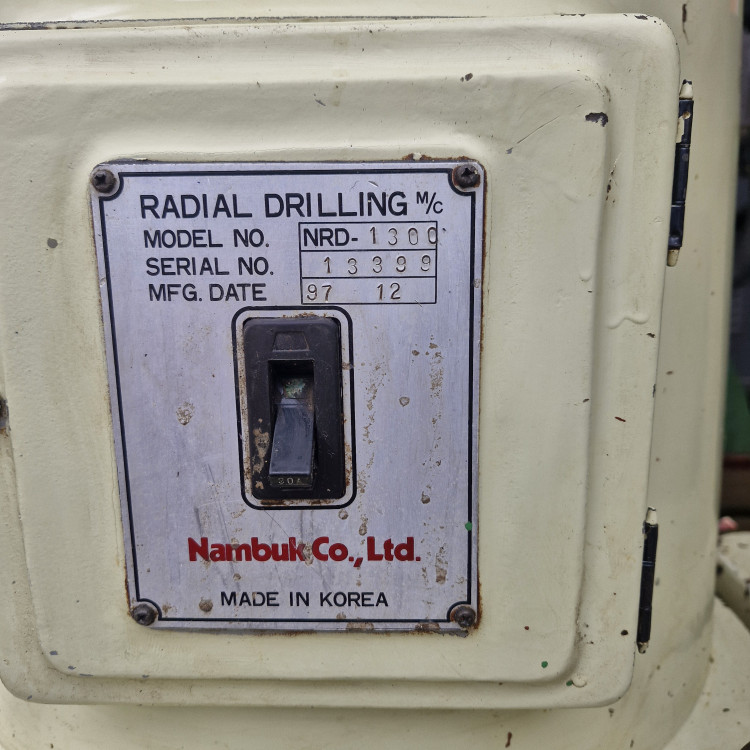 RADIAL DRILLING M/C
MODEL NO. NRD-1300
SERIAL NO. 13399
MFG. DATE 97 12
30A
Nambuk Co., Ltd.
MADE IN KOREA